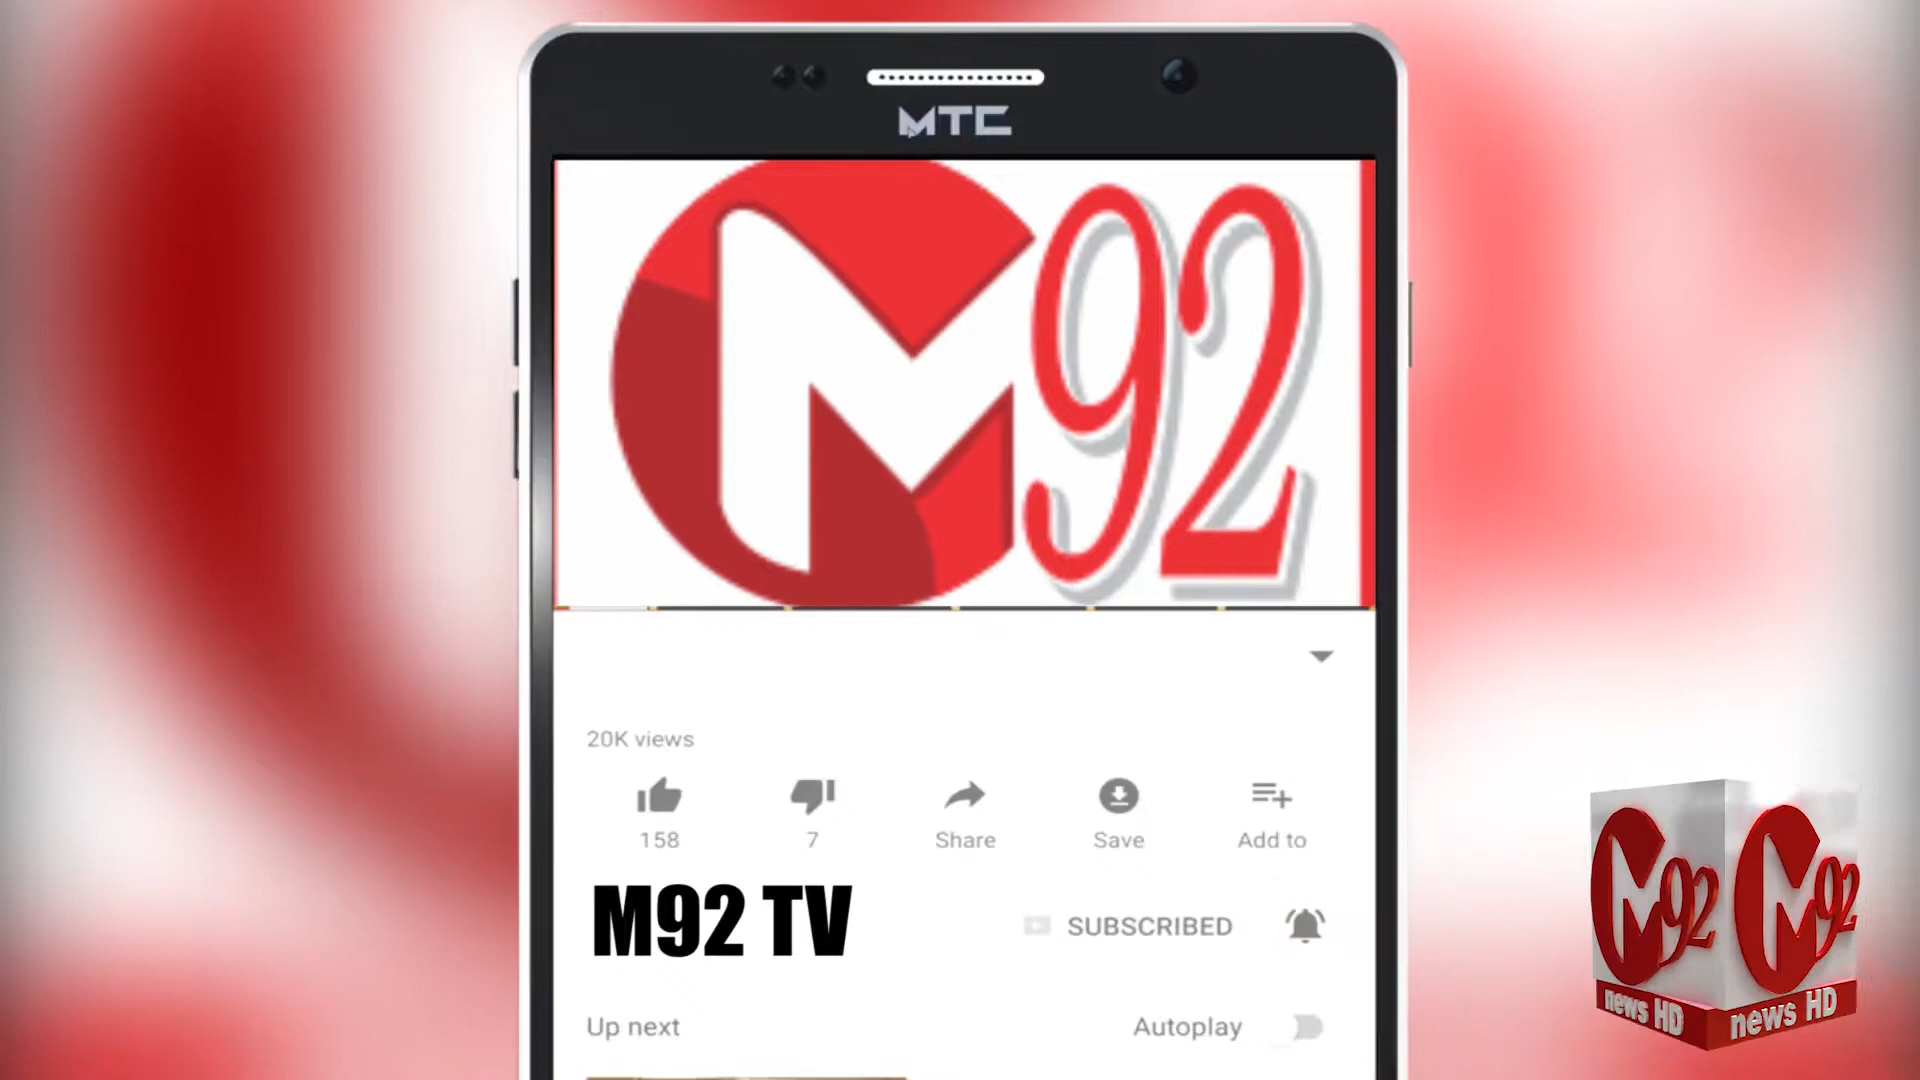 MTC
M92
20K views
158
7
Share
Save
Add to
M92 TV
SUBSCRIBED
Up next
Autoplay
M92
M92
news HD
news HD